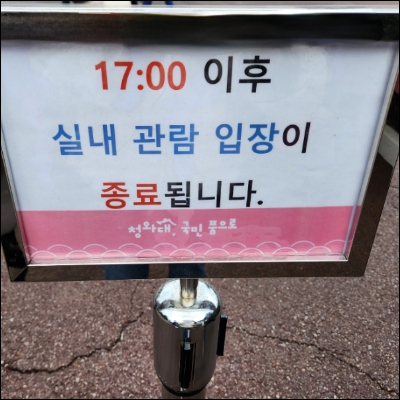 17:00 이후
실내 관람 입장이
종료됩니다.
청와대, 국민 품으로